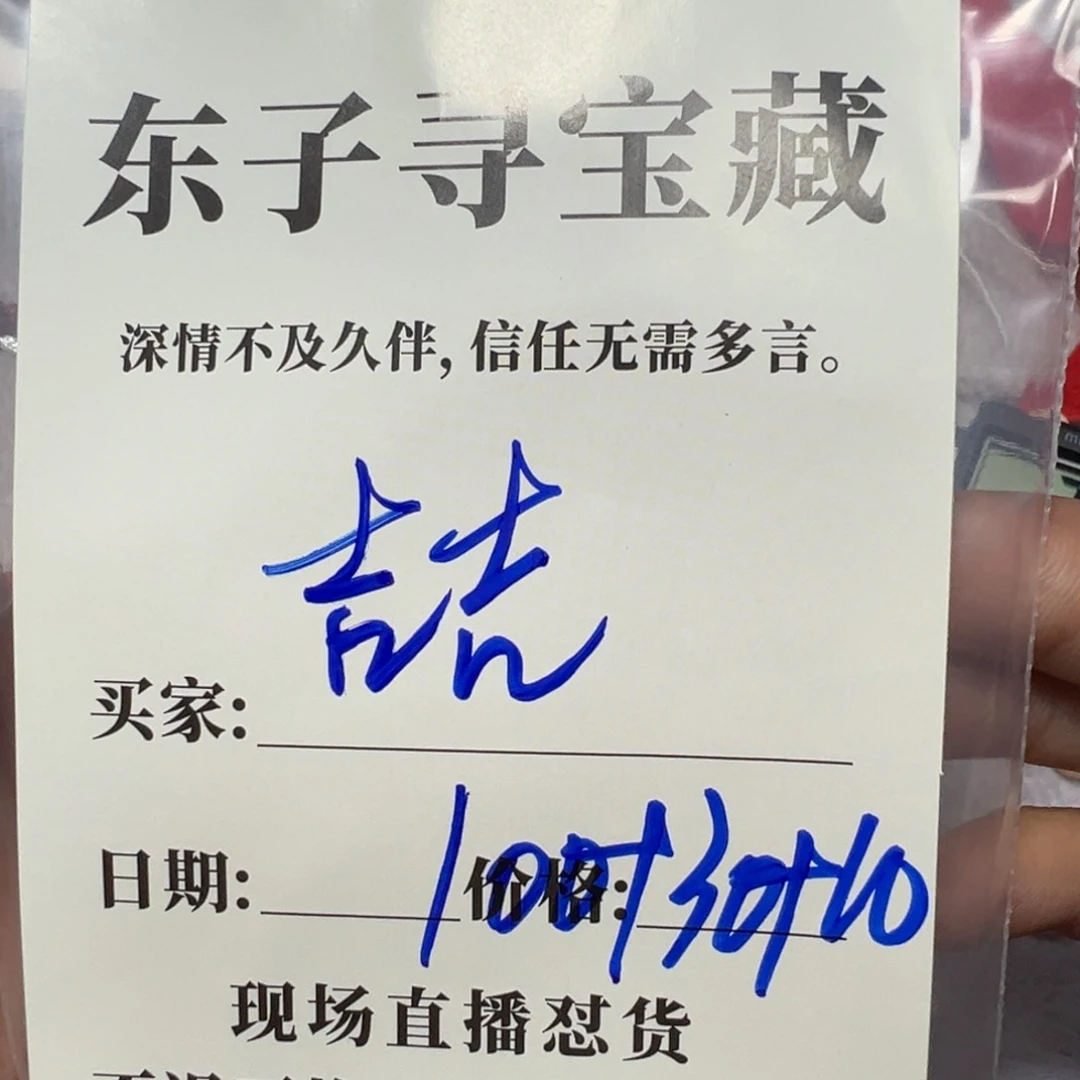 东子寻宝藏
深情不及久伴,信任无需多言。
喆
买家:
日期: 价格:
100+30+10
现场直播怼货